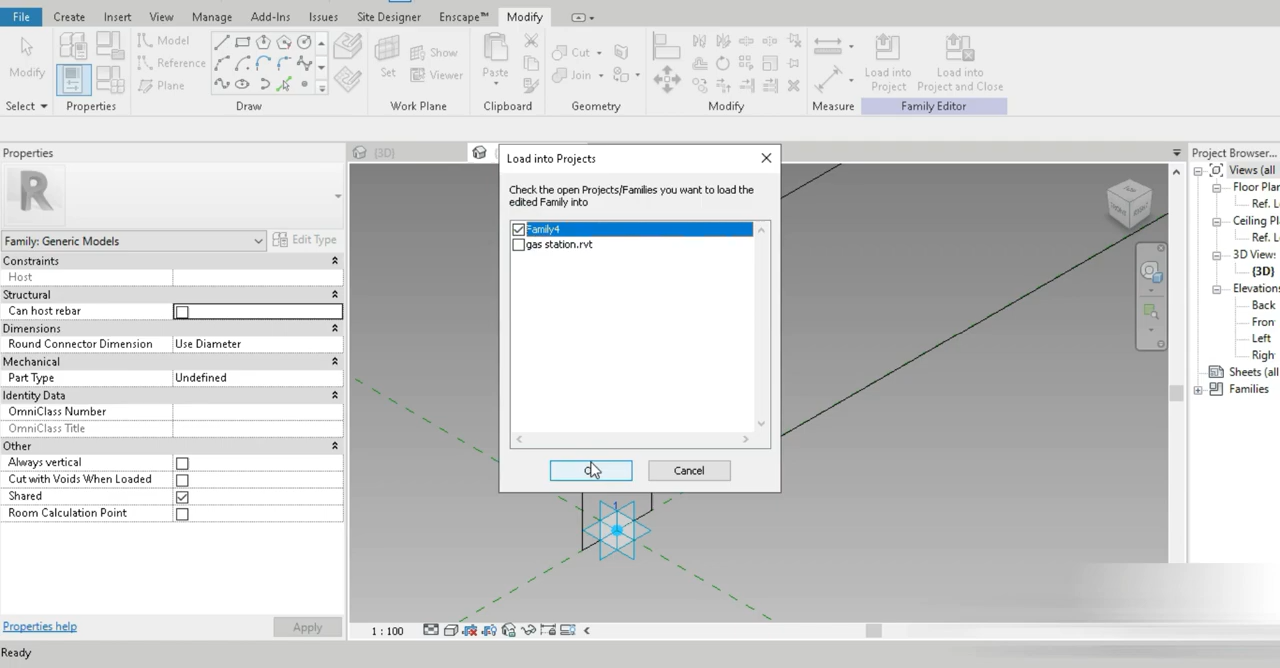 File Create Insert View Manage Add-Ins Issues Site Designer Enscape™ Modify
Model
Reference
Plane
Show
Viewer
Cut
Join
Modify
Set
Paste
Load into
Project
Load into
Project and Close
Select Properties Draw Work Plane Clipboard Geometry Modify Measure Family Editor
Properties
{3D}
Project Browser...
R
Family: Generic Models
Edit Type
Constraints
Host
Structural
Can host rebar
Dimensions
Round Connector Dimension Use Diameter
Mechanical
Part Type Undefined
Identity Data
OmniClass Number
OmniClass Title
Other
Always vertical
Cut with Voids When Loaded
Shared
Room Calculation Point
Properties help
Apply
Ready
Load into Projects
Check the open Projects/Families you want to load the
edited Family into
Family4
gas station.rvt
Cancel
1 : 100
Views (all
Floor Plan
Ref. L
Ceiling Pl
Ref. L
3D Views
{3D}
Elevations
Back
Fron
Left
Righ
Sheets (all
Families